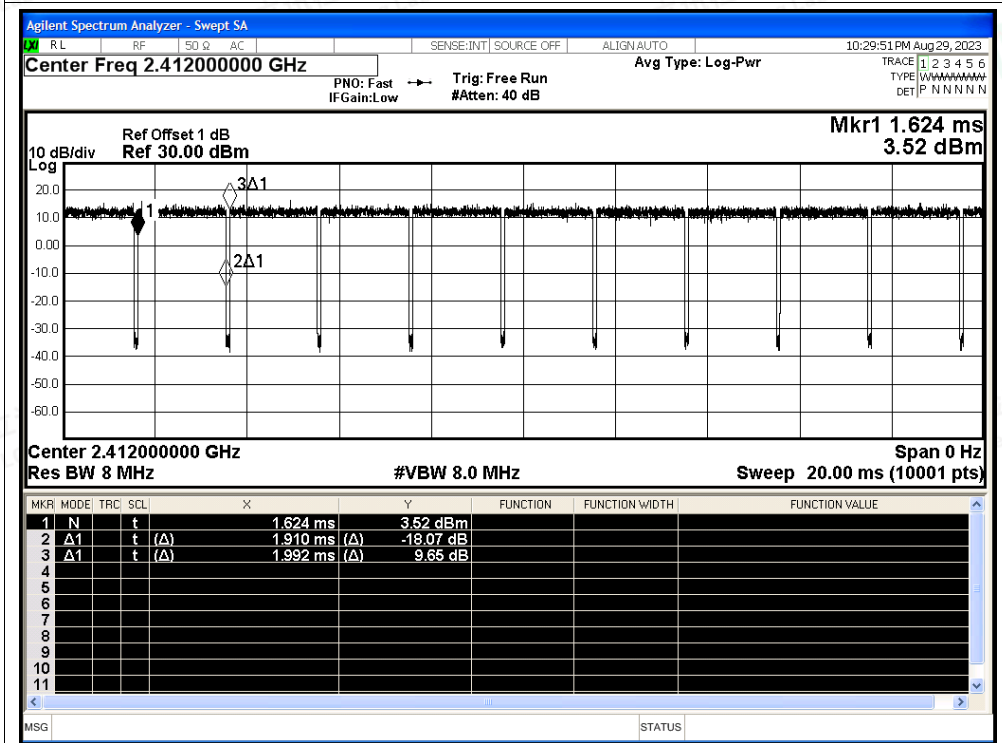 Agilent Spectrum Analyzer - Swept SA
LXI RL RF 50 Ω AC SENSE:INT SOURCE OFF ALIGN AUTO 10:29:51 PM Aug 29, 2023
Center Freq 2.412000000 GHz
PNO: Fast
IFGain:Low
Trig: Free Run
#Atten: 40 dB
Avg Type: Log-Pwr
TRACE 1 2 3 4 5 6
TYPE W
DET P N N N N N
Mkr1 1.624 ms
3.52 dBm
Ref Offset 1 dB
10 dB/div Ref 30.00 dBm
Log
20.0
10.0
0.00
-10.0
-20.0
-30.0
-40.0
-50.0
-60.0
3Δ1
1
2Δ1
Center 2.412000000 GHz Span 0 Hz
Res BW 8 MHz #VBW 8.0 MHz Sweep 20.00 ms (10001 pts)
MKR MODE TRC SCL X Y FUNCTION FUNCTION WIDTH FUNCTION VALUE
1 N t 1.624 ms 3.52 dBm
2 Δ1 t (Δ) 1.910 ms (Δ) -18.07 dB
3 Δ1 t (Δ) 1.992 ms (Δ) 9.65 dB
4
5
6
7
8
9
10
11
MSG STATUS